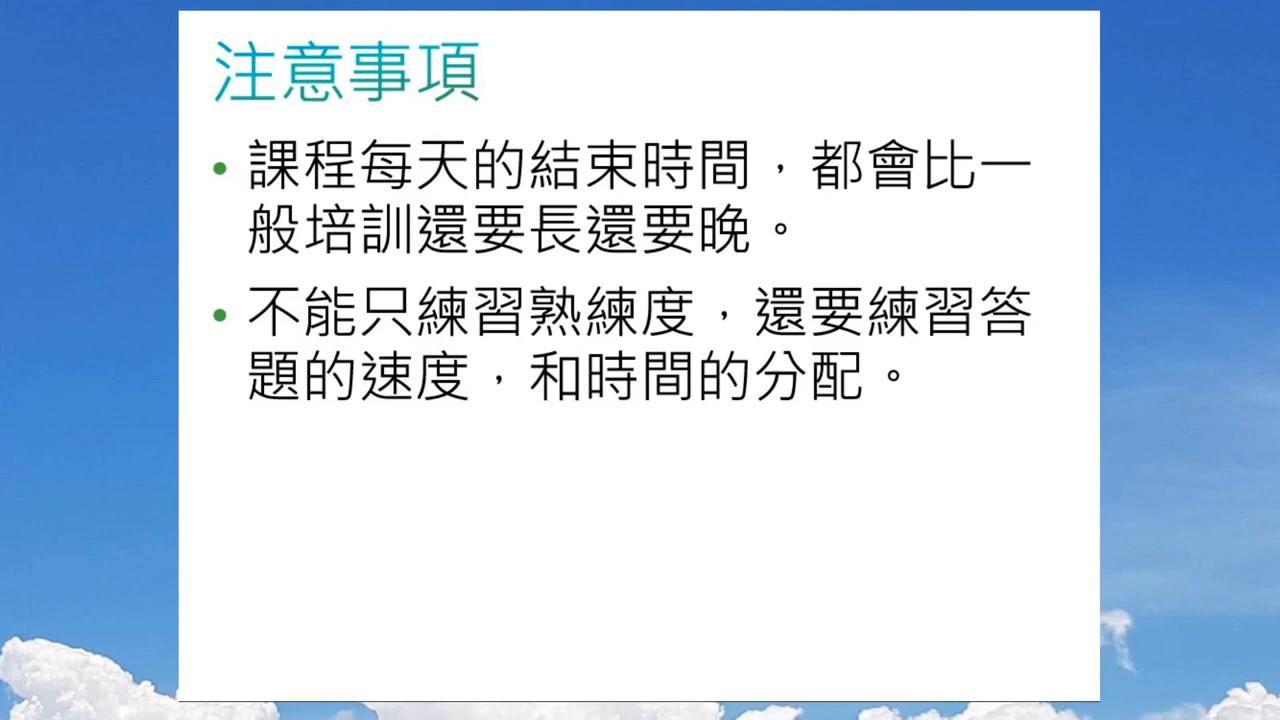 注意事項
• 課程每天的結束時間，都會比一
般培訓還要長還要晚。
• 不能只練習熟練度，還要練習答
題的速度，和時間的分配。